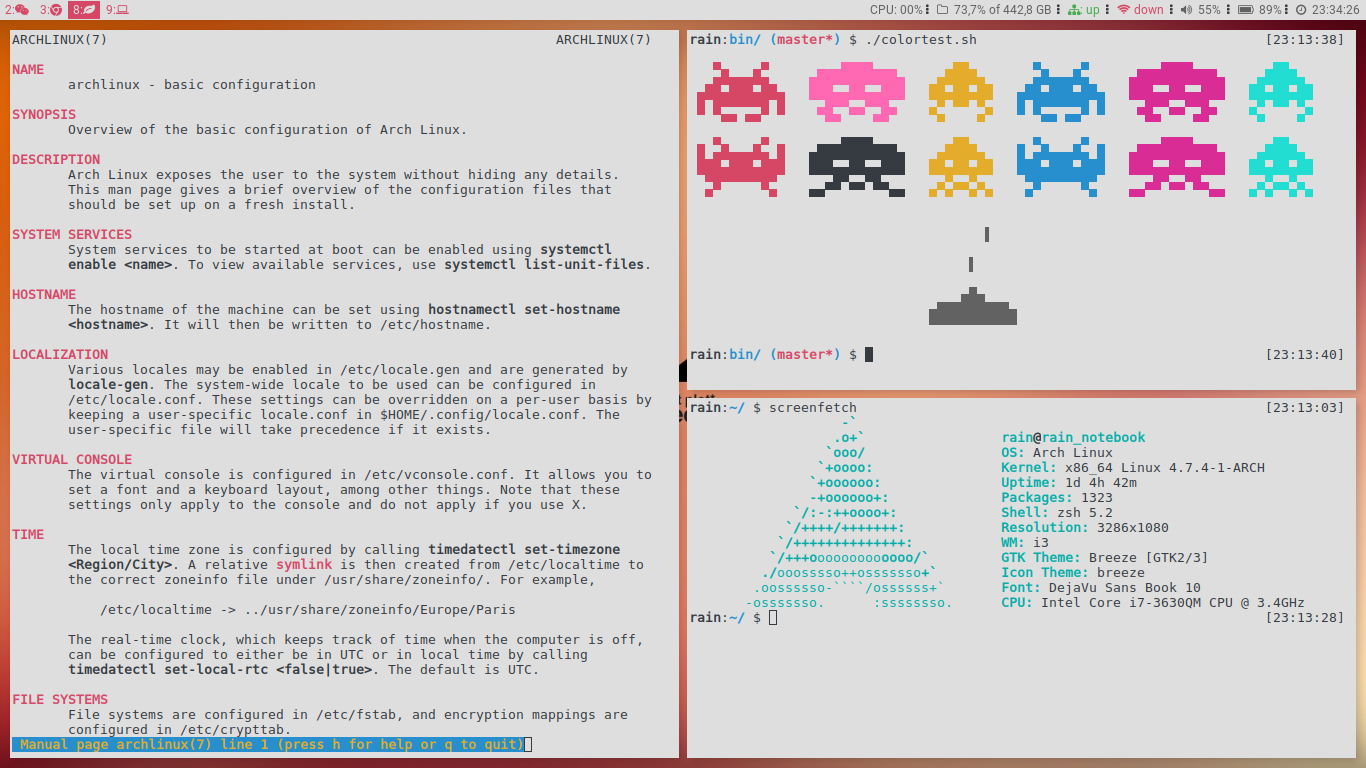 2: 3: 8: 9: CPU: 00% 73,7% of 442,8 GB : up down 55% 89% 23:34:26
ARCHLINUX(7) ARCHLINUX(7)
NAME
archlinux - basic configuration
SYNOPSIS
Overview of the basic configuration of Arch Linux.
DESCRIPTION
Arch Linux exposes the user to the system without hiding any details.
This man page gives a brief overview of the configuration files that
should be set up on a fresh install.
SYSTEM SERVICES
System services to be started at boot can be enabled using systemctl
enable <name>. To view available services, use systemctl list-unit-files.
HOSTNAME
The hostname of the machine can be set using hostnamectl set-hostname
<hostname>. It will then be written to /etc/hostname.
LOCALIZATION
Various locales may be enabled in /etc/locale.gen and are generated by
locale-gen. The system-wide locale to be used can be configured in
/etc/locale.conf. These settings can be overridden on a per-user basis by
keeping a user-specific locale.conf in $HOME/.config/locale.conf. The
user-specific file will take precedence if it exists.
VIRTUAL CONSOLE
The virtual console is configured in /etc/vconsole.conf. It allows you to
set a font and a keyboard layout, among other things. Note that these
settings only apply to the console and do not apply if you use X.
TIME
The local time zone is configured by calling timedatectl set-timezone
<Region/City>. A relative symlink is then created from /etc/localtime to
the correct zoneinfo file under /usr/share/zoneinfo/. For example,
/etc/localtime -> ../usr/share/zoneinfo/Europe/Paris
The real-time clock, which keeps track of time when the computer is off,
can be configured to either be in UTC or in local time by calling
timedatectl set-local-rtc <false|true>. The default is UTC.
FILE SYSTEMS
File systems are configured in /etc/fstab, and encryption mappings are
configured in /etc/crypttab.
Manual page archlinux(7) line 1 (press h for help or q to quit)
rain:bin/ (master*) $ ./colortest.sh [23:13:38]
rain:bin/ (master*) $ [23:13:40]
rain:~/ $ screenfetch [23:13:03]
-`
.o+` rain@rain_notebook
`ooo/ OS: Arch Linux
`+oooo: Kernel: x86_64 Linux 4.7.4-1-ARCH
`+oooooo: Uptime: 1d 4h 42m
-+oooooo+: Packages: 1323
`/:-:++oooo+: Shell: zsh 5.2
`/++++/+++++++: Resolution: 3286x1080
`/++++++++++++++: WM: i3
`/+++ooooooooooooo/` GTK Theme: Breeze [GTK2/3]
./ooosssso++osssssso+` Icon Theme: breeze
.oossssso-````/ossssss+` Font: DejaVu Sans Book 10
-osssssso. :ssssssso. CPU: Intel Core i7-3630QM CPU @ 3.4GHz
rain:~/ $ [23:13:28]